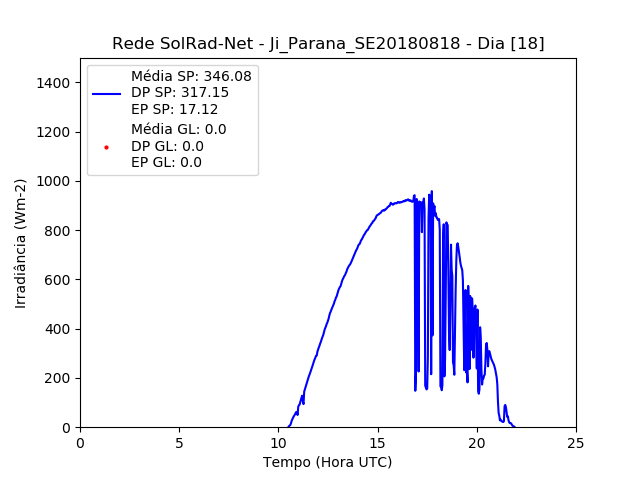 Rede SolRad-Net - Ji_Parana_SE20180818 - Dia [18]
Média SP: 346.08
DP SP: 317.15
EP SP: 17.12
Média GL: 0.0
DP GL: 0.0
EP GL: 0.0
Irradiância (Wm-2)
1400
1200
1000
800
600
400
200
0
0 5 10 15 20 25
Tempo (Hora UTC)